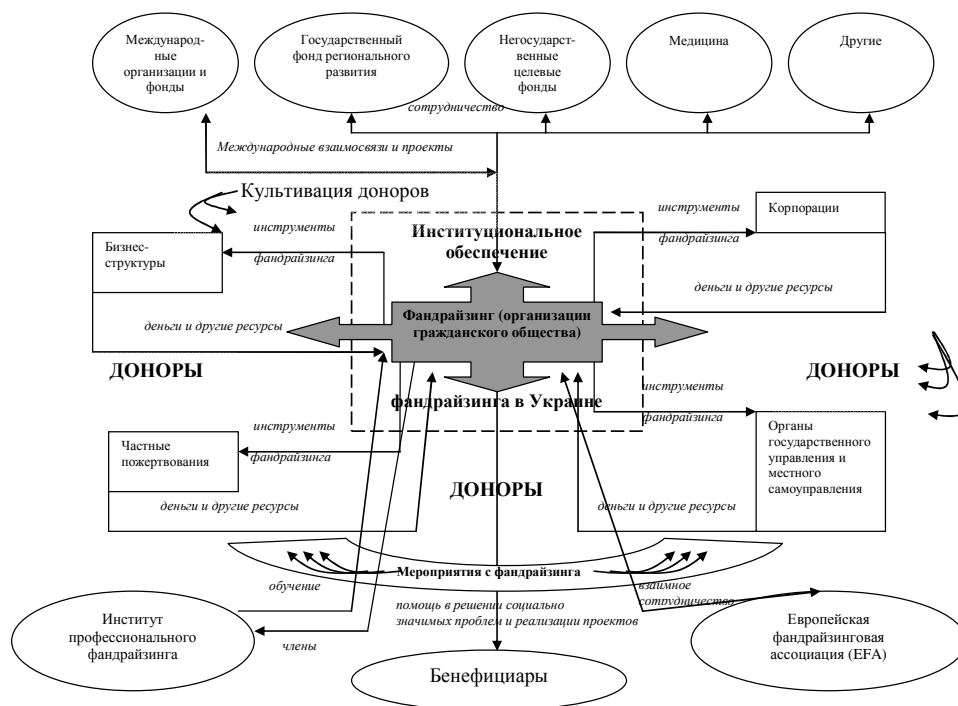 Международ-
ные
организации и
фонды
Государственный
фонд регионального
развития
Негосударст-
венные
целевые
фонды
Медицина
Другие
сотрудничество
Международные взаимосвязи и проекты
Культивация доноров
инструменты
фандрайзинга
Бизнес-
структуры
деньги и другие ресурсы
Институциональное
обеспечение
инструменты
фандрайзинга
Корпорации
деньги и другие ресурсы
Фандрайзинг (организации
гражданского общества)
ДОНОРЫ
ДОНОРЫ
фандрайзинга в Украине
инструменты
фандрайзинга
Частные
пожертвования
деньги и другие ресурсы
инструменты
фандрайзинга
Органы
государственного
управления и
местного
самоуправления
деньги и другие ресурсы
ДОНОРЫ
Мероприятия с фандрайзинга
обучение
взаимное
сотрудничество
помощь в решении социально
значимых проблем и реализации проектов
Институт
профессионального
фандрайзинга
члены
Европейская
фандрайзинговая
ассоциация (EFA)
Бенефициары